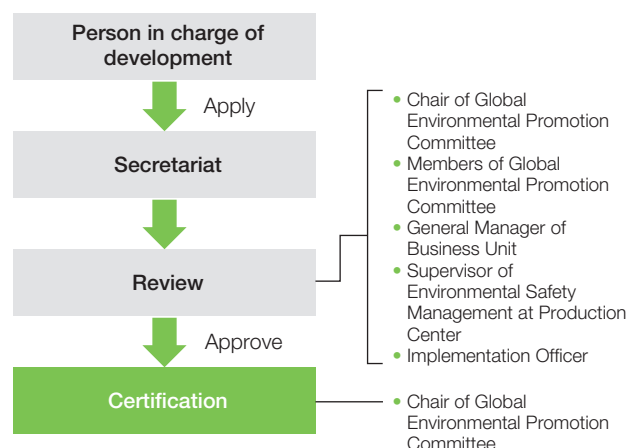 Person in charge of
development
Apply
Secretariat
Review
Approve
Certification
• Chair of Global
Environmental Promotion
Committee
• Members of Global
Environmental Promotion
Committee
• General Manager of
Business Unit
• Supervisor of
Environmental Safety
Management at Production
Center
• Implementation Officer
• Chair of Global
Environmental Promotion
Committee